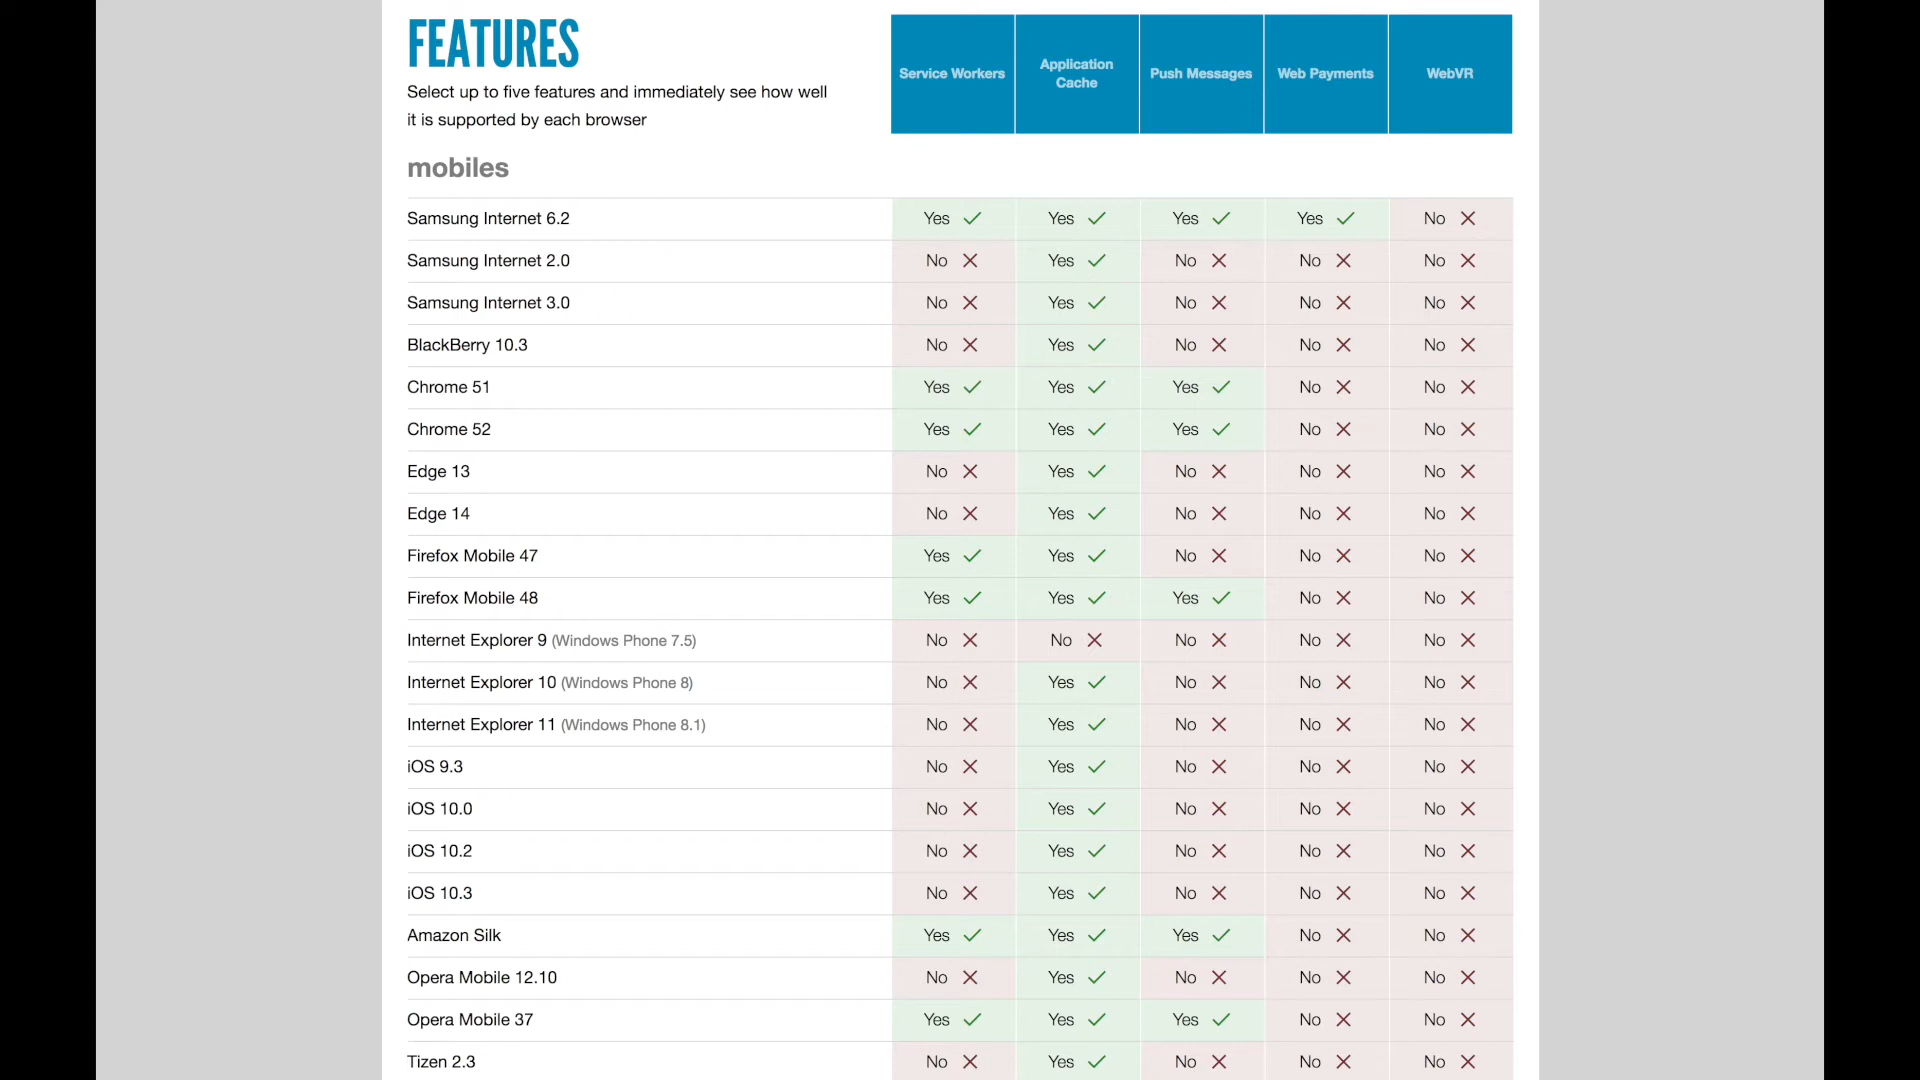 FEATURES
Select up to five features and immediately see how well
it is supported by each browser
Service Workers
Application
Cache
Push Messages
Web Payments
WebVR
mobiles
Samsung Internet 6.2 Yes Yes Yes Yes No
Samsung Internet 2.0 No Yes No No No
Samsung Internet 3.0 No Yes No No No
BlackBerry 10.3 No Yes No No No
Chrome 51 Yes Yes Yes No No
Chrome 52 Yes Yes Yes No No
Edge 13 No Yes No No No
Edge 14 No Yes No No No
Firefox Mobile 47 Yes Yes No No No
Firefox Mobile 48 Yes Yes Yes No No
Internet Explorer 9 (Windows Phone 7.5) No No No No No
Internet Explorer 10 (Windows Phone 8) No Yes No No No
Internet Explorer 11 (Windows Phone 8.1) No Yes No No No
iOS 9.3 No Yes No No No
iOS 10.0 No Yes No No No
iOS 10.2 No Yes No No No
iOS 10.3 No Yes No No No
Amazon Silk Yes Yes Yes No No
Opera Mobile 12.10 No Yes No No No
Opera Mobile 37 Yes Yes Yes No No
Tizen 2.3 No Yes No No No